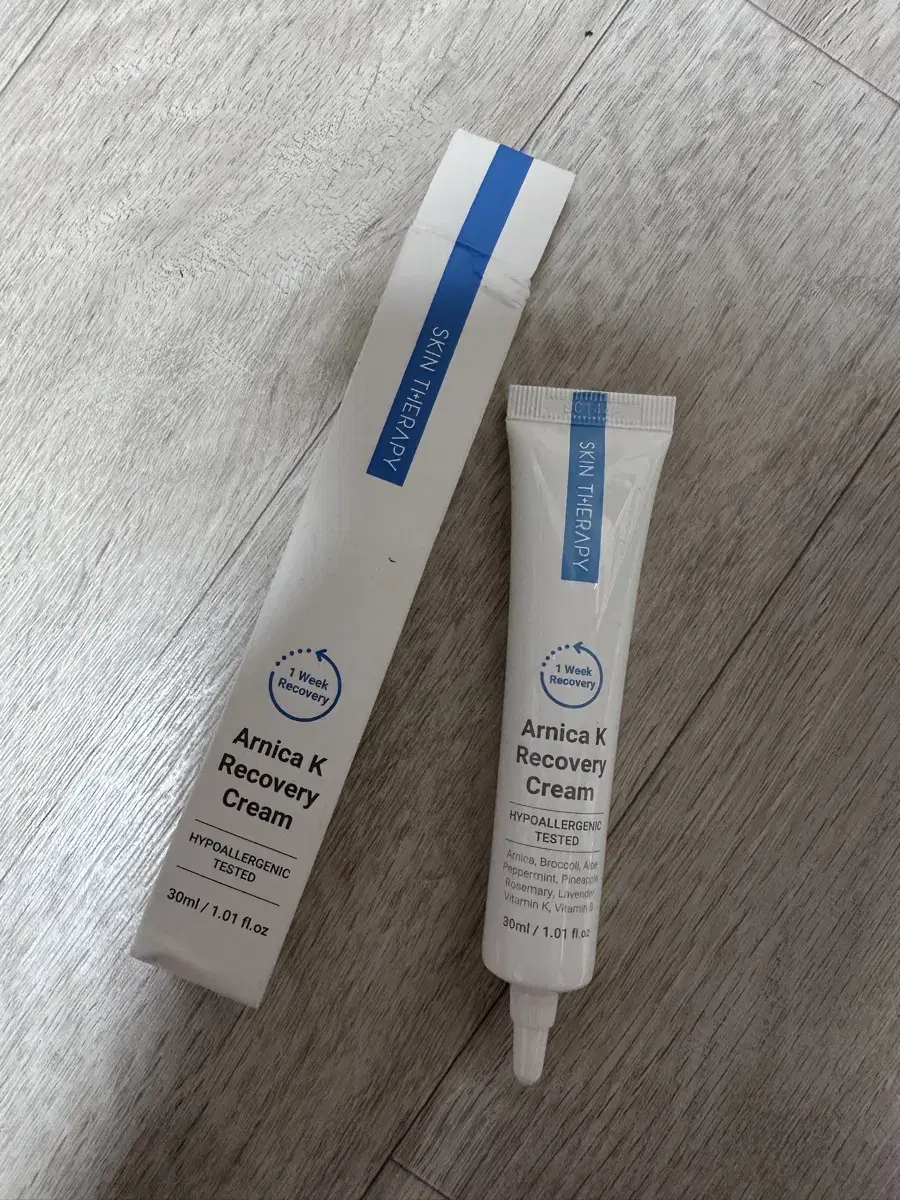 SKIN THERAPY
1 Week
Recovery
Arnica K
Recovery
Cream
HYPOALLERGENIC
TESTED
30ml / 1.01 fl.oz
SKIN THERAPY
1 Week
Recovery
Arnica K
Recovery
Cream
HYPOALLERGENIC
TESTED
Arnica, Broccoli, Aloe
Peppermint, Pineapple,
Rosemary, Lavender,
Vitamin K, Vitamin
30ml / 1.01 fl.oz